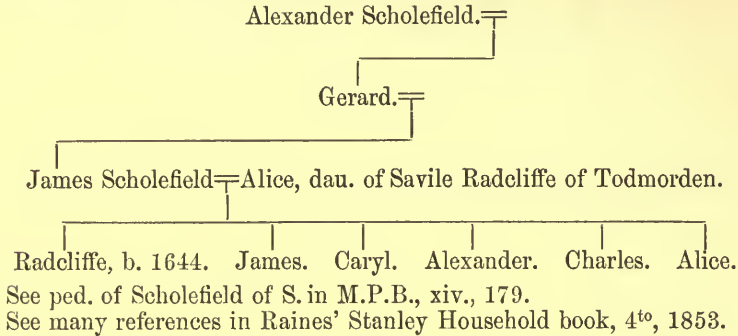 Alexander Scholefield.
Gerard.
James Scholefield Alice, dau. of Savile Radcliffe of Todmorden.
Radcliffe, b. 1644. James. Caryl. Alexander. Charles. Alice.
See ped. of Scholefield of S. in M.P.B., xiv., 179.
See many references in Raines' Stanley Household book, 4to, 1853.